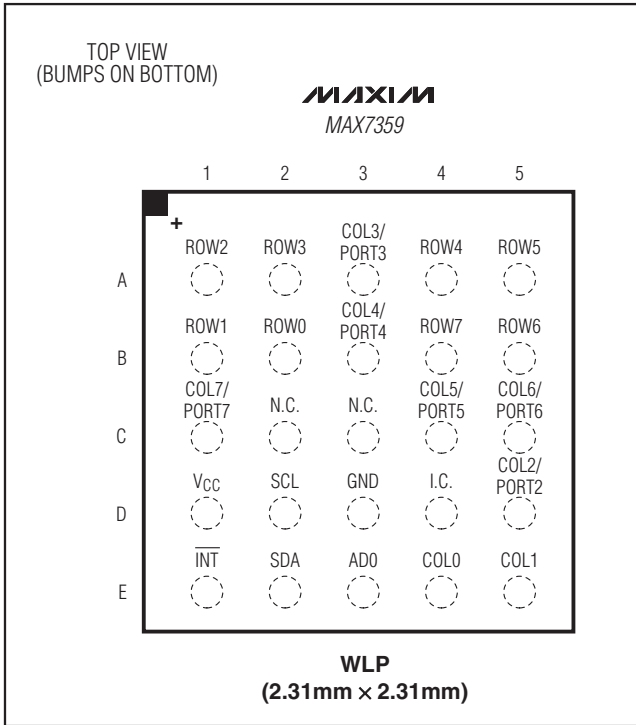 TOP VIEW
(BUMPS ON BOTTOM)
MAXIM
MAX7359
1 2 3 4 5
+
A ROW2 ROW3 COL3/
PORT3 ROW4 ROW5
B ROW1 ROW0 COL4/
PORT4 ROW7 ROW6
C COL7/
PORT7 N.C. N.C. COL5/
PORT5 COL6/
PORT6
D VCC SCL GND I.C. COL2/
PORT2
E INT SDA AD0 COL0 COL1
WLP
(2.31mm × 2.31mm)